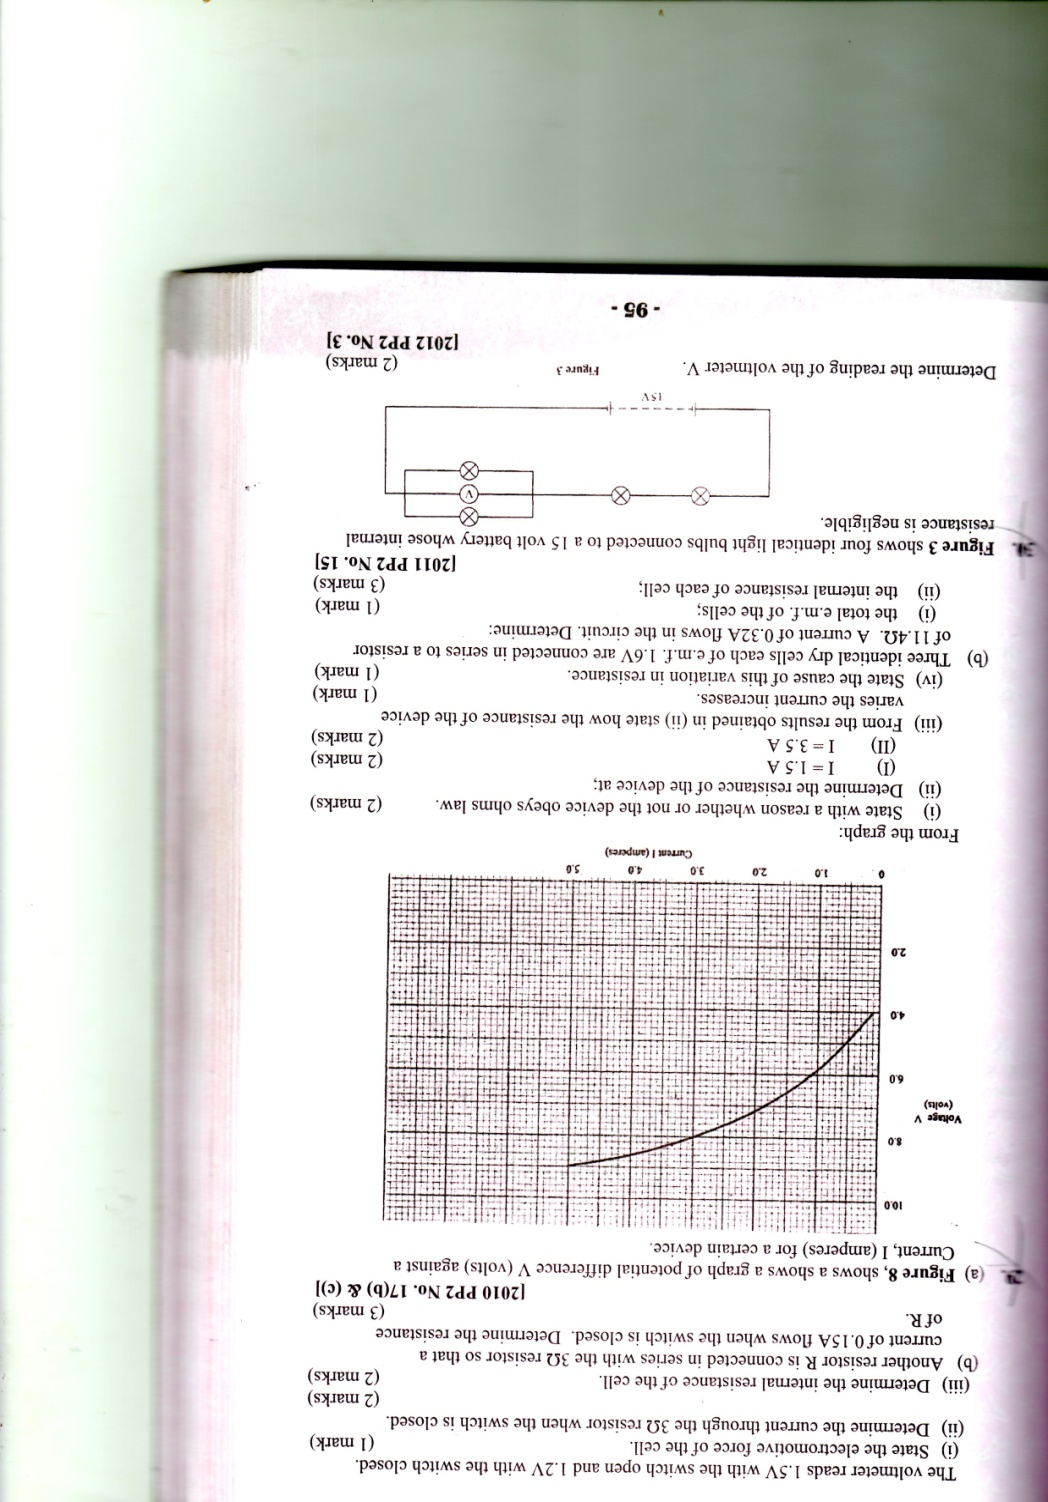 The voltmeter reads 1.5V with the switch open and 1.2V with the switch closed.
(i) State the electromotive force of the cell. (1 mark)
(ii) Determine the current through the 3Ω resistor when the switch is closed.
(2 marks)
(iii) Determine the internal resistance of the cell. (2 marks)
(b) Another resistor R is connected in series with the 3Ω resistor so that a
current of 0.15A flows when the switch is closed. Determine the resistance
of R. (3 marks)
[2010 PP2 No. 17(b) & (c)]
(a) Figure 8, shows a shows a graph of potential difference V (volts) against a
Current, I (amperes) for a certain device.
10.0
8.0
Voltage V
(volts)
6.0
4.0
2.0
0 1.0 2.0 3.0 4.0 5.0
Current I (amperes)
From the graph:
(i) State with a reason whether or not the device obeys ohms law. (2 marks)
(ii) Determine the resistance of the device at;
(I) I = 1.5 A (2 marks)
(II) I = 3.5 A (2 marks)
(iii) From the results obtained in (ii) state how the resistance of the device
varies the current increases. (1 mark)
(iv) State the cause of this variation in resistance. (1 mark)
(b) Three identical dry cells each of e.m.f. 1.6V are connected in series to a resistor
of 11.4Ω. A current of 0.32A flows in the circuit. Determine:
(i) the total e.m.f. of the cells; (1 mark)
(ii) the internal resistance of each cell; (3 marks)
[2011 PP2 No. 15]
Figure 3 shows four identical light bulbs connected to a 15 volt battery whose internal
resistance is negligible.
V
15V
Determine the reading of the voltmeter V. Figure 3 (2 marks)
[2012 PP2 No. 3]
- 95 -